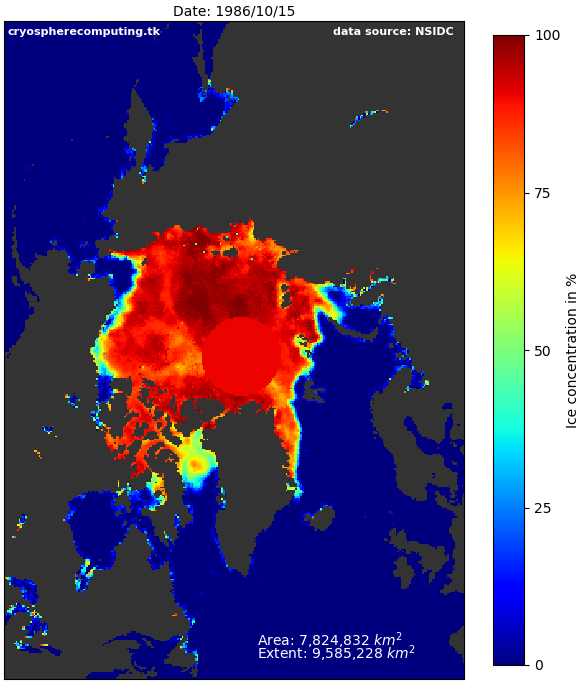 Date: 1986/10/15
cryospherecomputing.tk data source: NSIDC
100
75
50
25
0
Ice concentration in %
Area: 7,824,832 km²
Extent: 9,585,228 km²